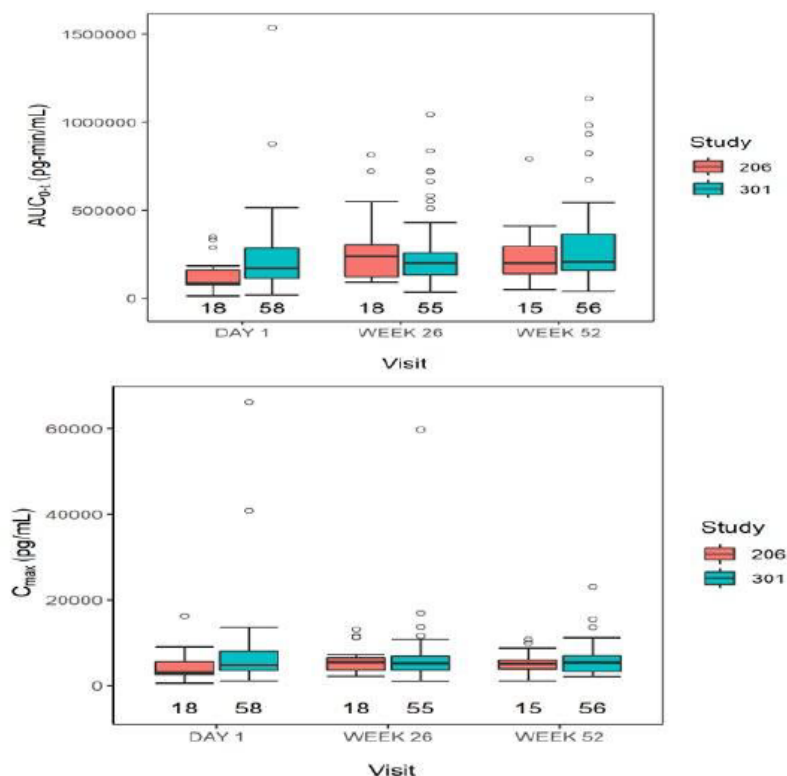 1500000
1000000
500000
0
AUC0-t (pg-min/mL)
18 58 18 55 15 56
DAY 1 WEEK 26 WEEK 52
Visit
Study
206
301
60000
40000
20000
0
Cmax (pg/mL)
18 58 18 55 15 56
DAY 1 WEEK 26 WEEK 52
Visit
Study
206
301